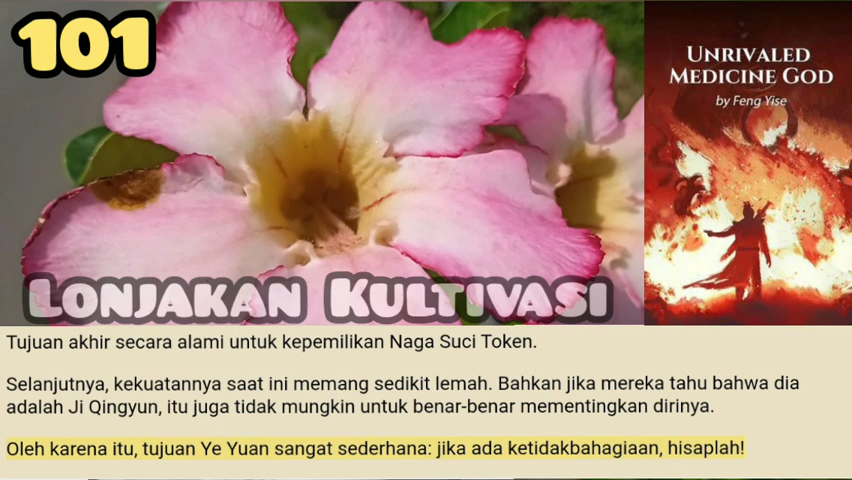 101
UNRIVALED
MEDICINE GOD
by Feng Yise
LONJAKAN KULTIVASI
Tujuan akhir secara alami untuk kepemilikan Naga Suci Token.
Selanjutnya, kekuatannya saat ini memang sedikit lemah. Bahkan jika mereka tahu bahwa dia
adalah Ji Qingyun, itu juga tidak mungkin untuk benar-benar mementingkan dirinya.
Oleh karena itu, tujuan Ye Yuan sangat sederhana: jika ada ketidakbahagiaan, hisaplah!